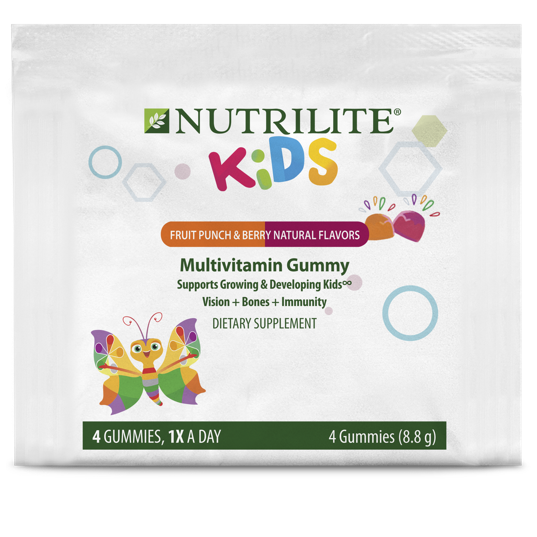 NUTRILITE®
KiDS
FRUIT PUNCH & BERRY NATURAL FLAVORS
Multivitamin Gummy
Supports Growing & Developing Kids∞
Vision + Bones + Immunity
DIETARY SUPPLEMENT
4 GUMMIES, 1X A DAY 4 Gummies (8.8 g)